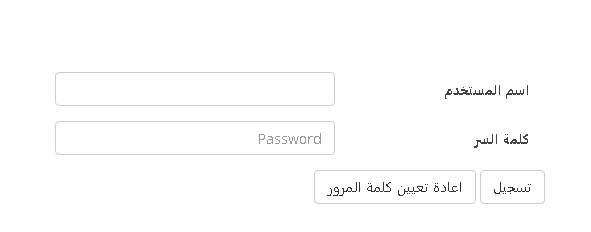 اسم المستخدم
كلمة السر Password
تسجيل اعادة تعيين كلمة المرور